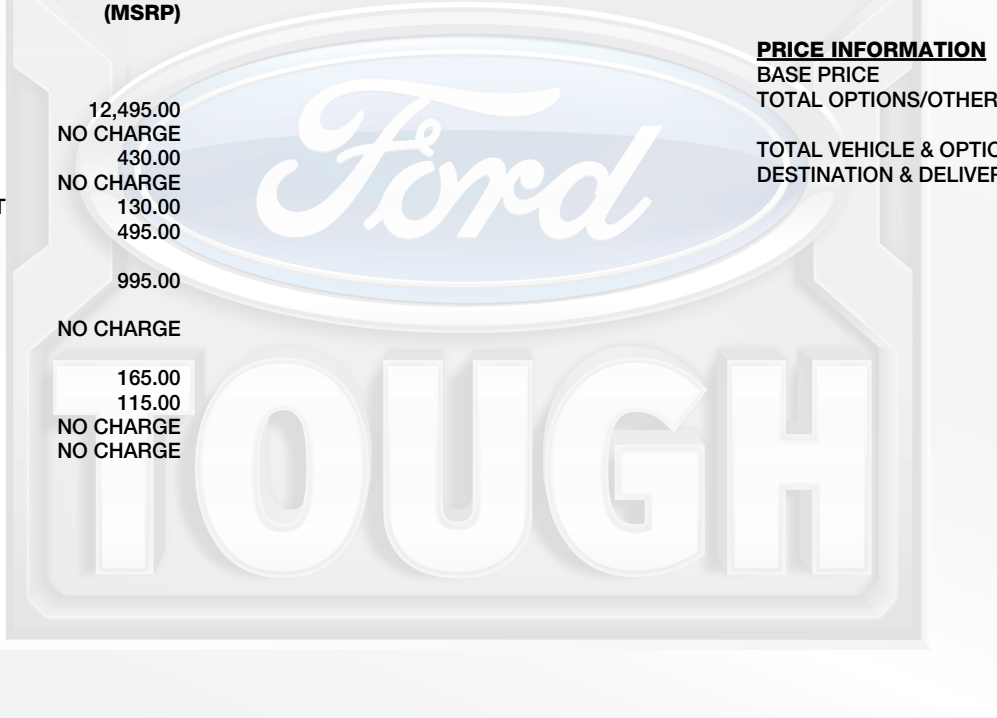 (MSRP)
12,495.00
NO CHARGE
430.00
NO CHARGE
T 130.00
495.00
995.00
NO CHARGE
165.00
115.00
NO CHARGE
NO CHARGE
PRICE INFORMATION
BASE PRICE
TOTAL OPTIONS/OTHER
TOTAL VEHICLE & OPTIO
DESTINATION & DELIVER
Ford
TOUGH